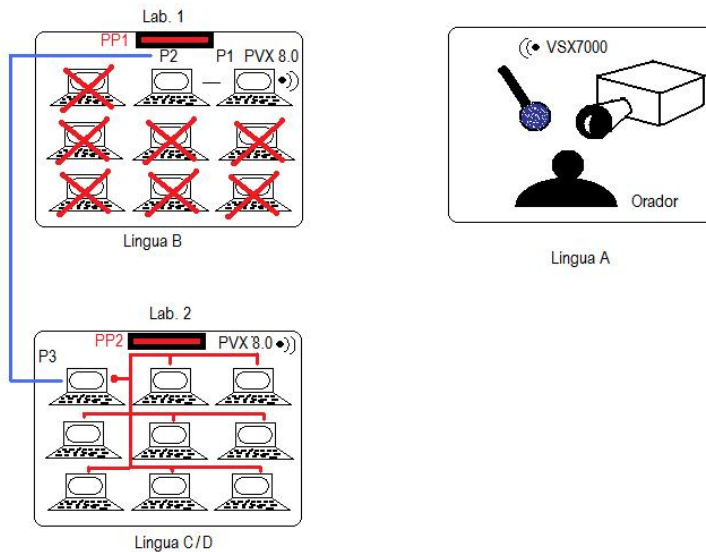 Lab. 1
PP1
P2 P1 PVX 8.0
Lingua B
VSX7000
Orador
Lingua A
Lab. 2
PP2 PVX 8.0
P3
Lingua C/D